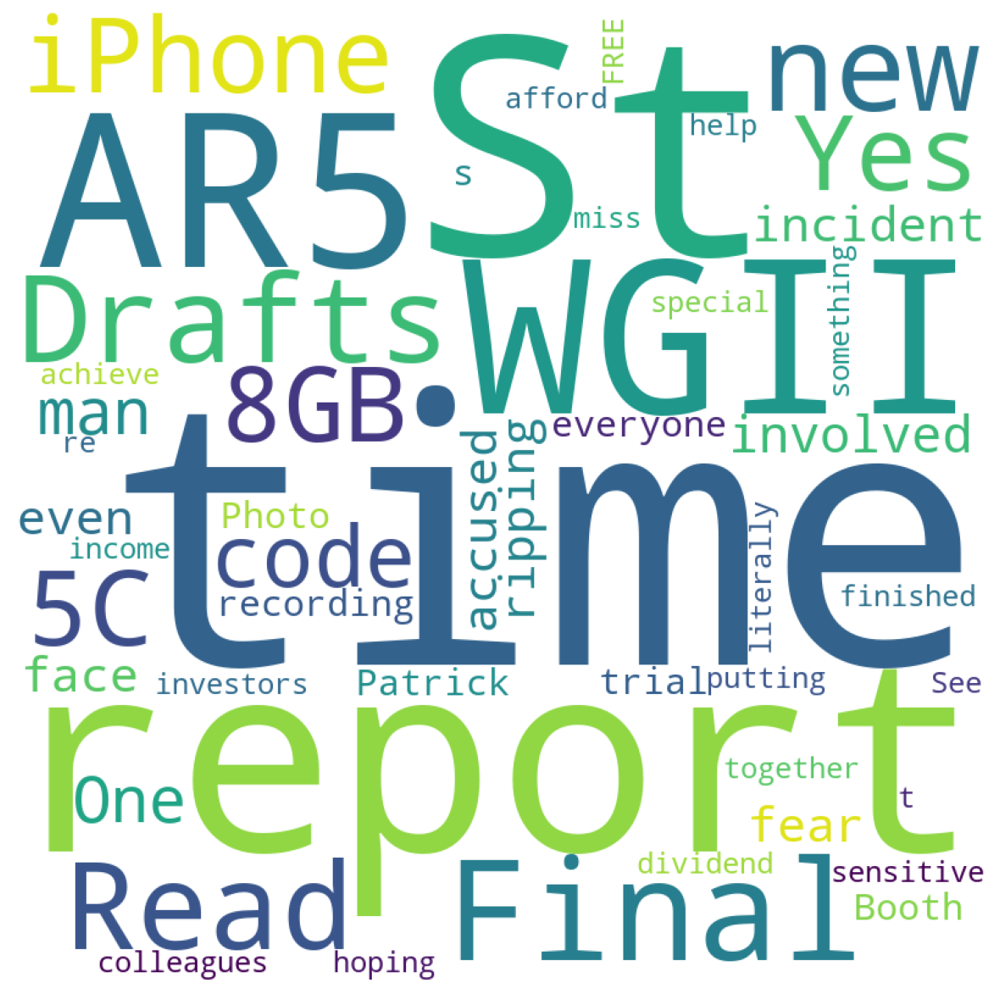 iPhone
St
FREE
new
afford
help
AR5
Yes
s
miss
incident
WGII
something
special
Drafts
achieve
8GB
man
re
everyone
involved
time
accused
ripping
even
Photo
code
income
literally
5C
recording
finished
face
investors
Patrick
trial
putting
See
report
One
together
t
fear
Read
Final
dividend
sensitive
Booth
colleagues
hoping